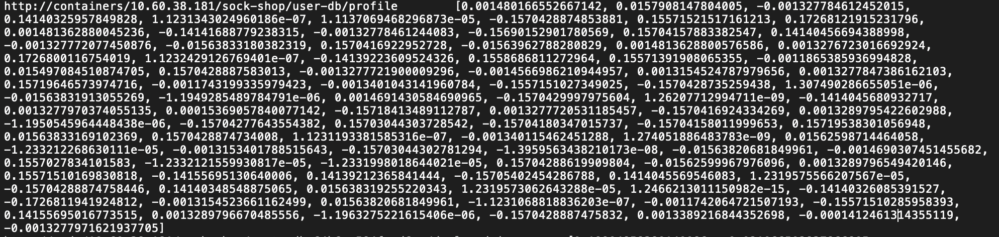 http://containers/10.60.38.181/sock-shop/user-db/profile [0.001480166552667142, 0.0157908147804005, -0.001327784612452015,
0.14140325957849828, 1.1231343024960186e-07, 1.1137069468296873e-05, -0.1570428874853881, 0.15571521517161213, 0.17268121915231796,
0.001481362880045236, -0.14141688779238315, -0.00132778461244083, -0.15690152901780569, 0.15704157883382547, 0.14140456694388998,
-0.001327772077450876, -0.01563833180382319, 0.1570416922952728, -0.01563962788280829, 0.0014813628800576586, 0.0013276723016692924,
0.1726800116754019, 1.1232429126769401e-07, -0.14139223609524326, 0.1558686811272964, 0.15571391908065355, -0.0011865385936994828,
0.015497084510874705, 0.1570428887583013, -0.0013277721900009296, -0.0014566986210944957, 0.0013154524787979656, 0.0013277847386162103,
0.1571964657397​4716, -0.0011743199335979423, -0.0013401043141960784, -0.1557151027349025, -0.1570428735259438, 1.307490286655051e-06,
-0.01563831913055269, -1.1949285489784791e-06, 0.0014691430584690965, -0.1570429997975604, 1.26207712994711e-09, -0.1414045680932717,
0.0013277970374055135, 0.00015369057840077142, -0.157184134891​12787, 0.0013277720531185457, -0.1570416924334269, 0.0013289795422602988,
-1.1950545964448438e-06, -0.15704277643554382, 0.15703044303728542, -0.15704180347015737, -0.15704158011999653, 0.15719538301056948,
0.01563833169102369, 0.1570428874734008, 1.1231193381585316e-07, -0.001340115462451288, 1.274051886483783e-09, 0.01562598714464058,
-1.2332122686301​11e-05, -0.0013153401788515643, -0.15703044302781294, -1.3959563438210173e-08, -0.01563820681849961, -0.0014690307451455682,
0.1557027834101583, -1.2332121559930817e-05, -1.2331998018644021e-05, 0.15704288619909804, -0.01562599967976096, 0.0013289796549420146,
0.15571510169830818, -0.14155695130640006, 0.14139212365841444, -0.15705402454286788, 0.1414045569546083, 1.2319575566207567e-05,
-0.15704288874758446, 0.14140348548875065, 0.015638319255220343, 1.2319573062643288e-05, 1.2466213011150982e-15, -0.14140326085391527,
-0.1726811941924812, -0.0013154523661162499, 0.01563820681849961, -1.1231068818836203e-07, -0.0011742064721507193, -0.15571510285958393,
0.14155695016773515, 0.0013289796670485556, -1.1963275221615406e-06, -0.1570428887475832, 0.0013389216844352698, -0.00014124613​14355119,
-0.0013277971621937705]